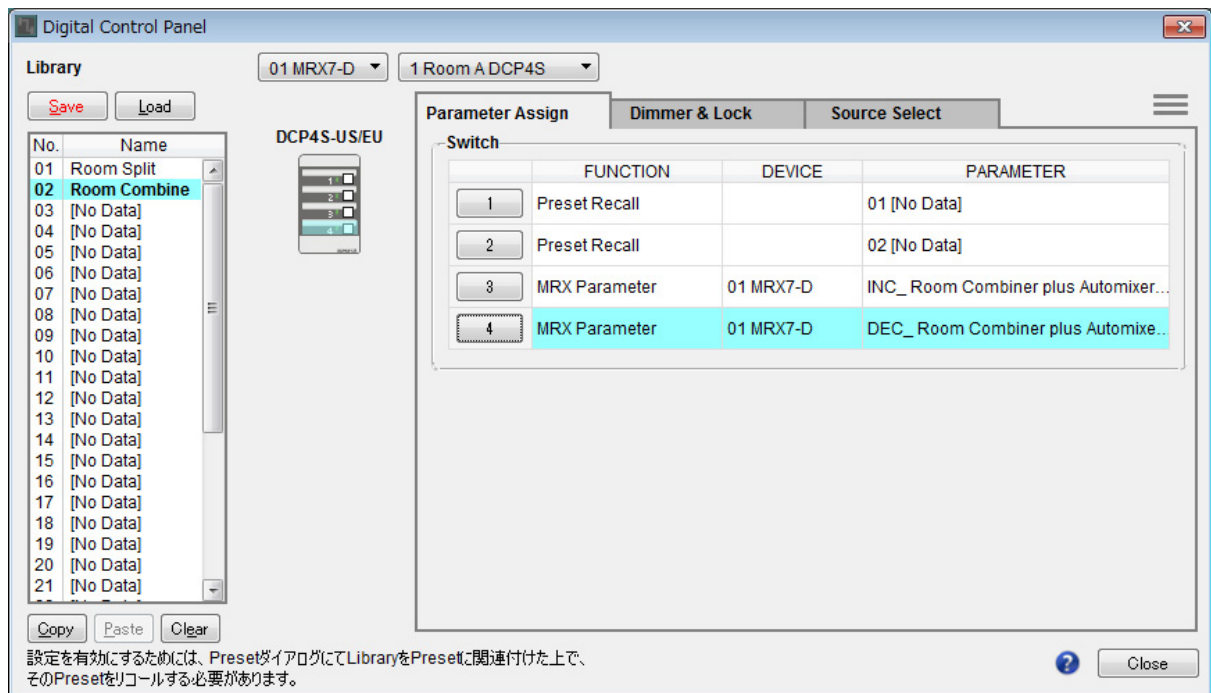 Digital Control Panel
Library
01 MRX7-D
1 Room A DCP4S
Save
Load
No. Name
01 Room Split
02 Room Combine
03 [No Data]
04 [No Data]
05 [No Data]
06 [No Data]
07 [No Data]
08 [No Data]
09 [No Data]
10 [No Data]
11 [No Data]
12 [No Data]
13 [No Data]
14 [No Data]
15 [No Data]
16 [No Data]
17 [No Data]
18 [No Data]
19 [No Data]
20 [No Data]
21 [No Data]
Copy
Paste
Clear
DCP4S-US/EU
1
2
3
4
Parameter Assign
Dimmer & Lock
Source Select
Switch
FUNCTION DEVICE PARAMETER
1 Preset Recall 01 [No Data]
2 Preset Recall 02 [No Data]
3 MRX Parameter 01 MRX7-D INC_ Room Combiner plus Automixer...
4 MRX Parameter 01 MRX7-D DEC_ Room Combiner plus Automixe...
設定を有効にするためには、PresetダイアログにてLibraryをPresetに関連付けた上で、
そのPresetをリコールする必要があります。
Close